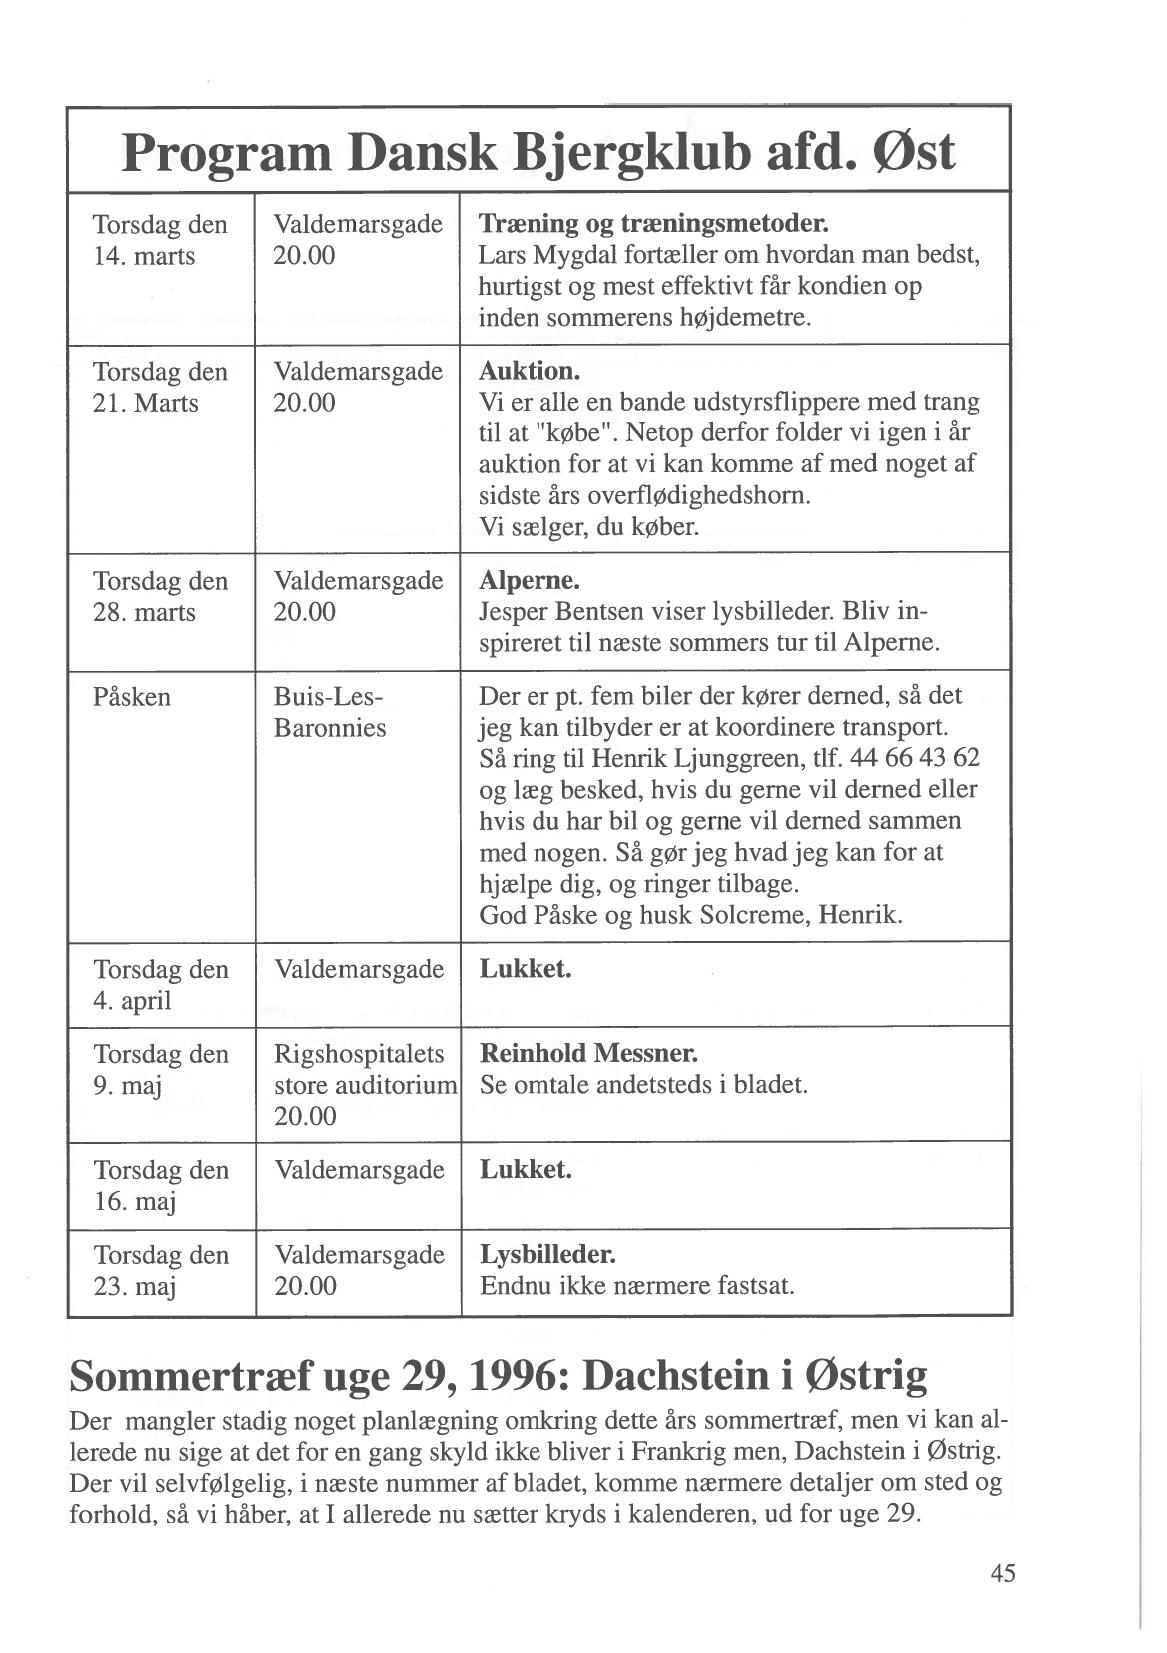 Program Dansk Bjergklub afd. Øst
Torsdag den
14. marts
Valdemarsgade
20.00
Træning og træningsmetoder.
Lars Mygdal fortæller om hvordan man bedst,
hurtigst og mest effektivt får kondien op
inden sommerens højdemetre.
Torsdag den
21. Marts
Valdemarsgade
20.00
Auktion.
Vi er alle en bande udstyrsflippere med trang
til at "købe". Netop derfor folder vi igen i år
auktion for at vi kan komme af med noget af
sidste års overflødighedshorn.
Vi sælger, du køber.
Torsdag den
28. marts
Valdemarsgade
20.00
Alperne.
Jesper Bentsen viser lysbilleder. Bliv in-
spireret til næste sommers tur til Alperne.
Påsken
Buis-Les-
Baronnies
Der er pt. fem biler der kører derned, så det
jeg kan tilbyder er at koordinere transport.
Så ring til Henrik Ljunggreen, tlf. 44 66 43 62
og læg besked, hvis du gerne vil derned eller
hvis du har bil og gerne vil derned sammen
med nogen. Så gør jeg hvad jeg kan for at
hjælpe dig, og ringer tilbage.
God Påske og husk Solcreme, Henrik.
Torsdag den
4. april
Valdemarsgade
Lukket.
Torsdag den
9. maj
Rigshospitalets
store auditorium
20.00
Reinhold Messner.
Se omtale andetsteds i bladet.
Torsdag den
16. maj
Valdemarsgade
Lukket.
Torsdag den
23. maj
Valdemarsgade
20.00
Lysbilleder.
Endnu ikke nærmere fastsat.
Sommertræf uge 29, 1996: Dachstein i Østrig
Der mangler stadig noget planlægning omkring dette års sommertræf, men vi kan al-
lerede nu sige at det for en gang skyld ikke bliver i Frankrig men, Dachstein i Østrig.
Der vil selvfølgelig, i næste nummer af bladet, komme nærmere detaljer om sted og
forhold, så vi håber, at I allerede nu sætter kryds i kalenderen, ud for uge 29.
45